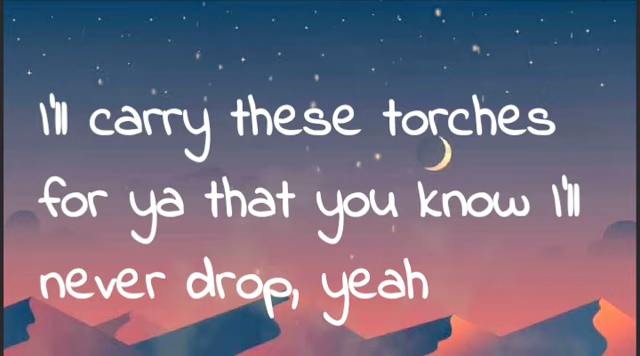 I'll carry these torches
for ya that you know I'll
never drop, yeah